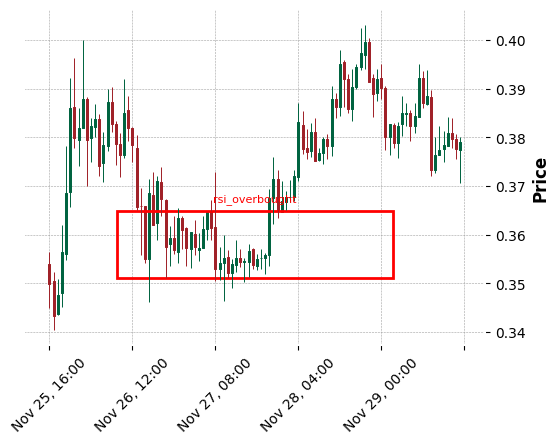 0.40
0.39
0.38
0.37
0.36
0.35
0.34
Price
rsi_overbought
Nov 25, 16:00
Nov 26, 12:00
Nov 27, 08:00
Nov 28, 04:00
Nov 29, 00:00